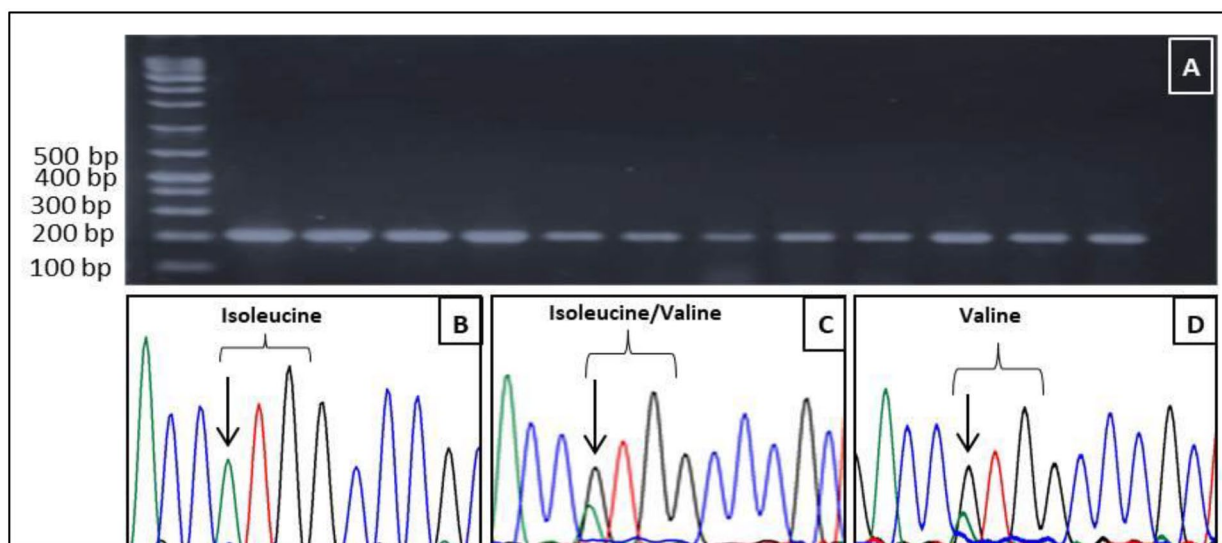 A
500 bp
400 bp
300 bp
200 bp
100 bp
Isoleucine
B
Isoleucine/Valine
C
Valine
D